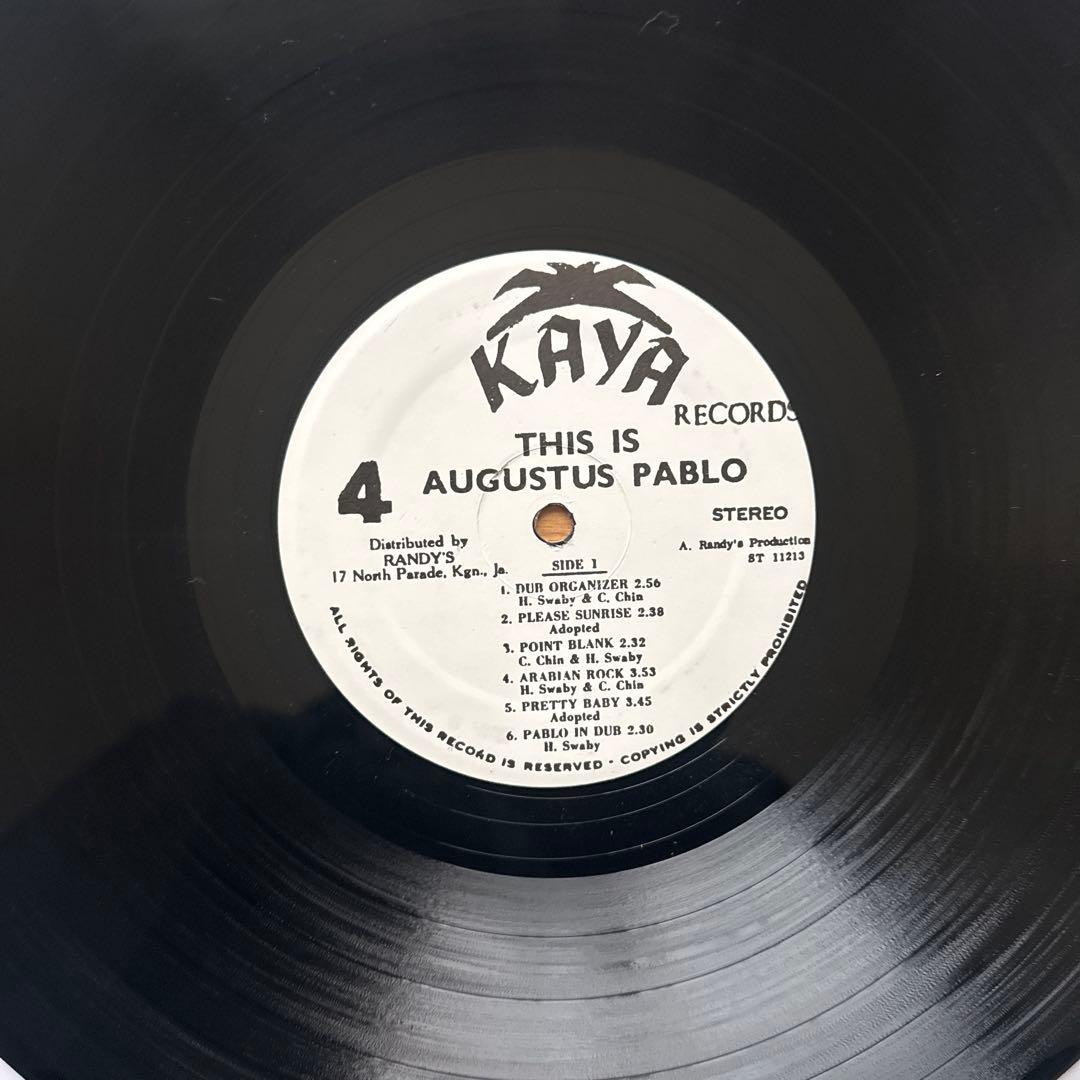 KAYA
RECORDS
THIS IS
AUGUSTUS PABLO
4
STEREO
Distributed by
RANDY'S
17 North Parade, Kgn., Ja.
A. Randy's Production
ST 11213
SIDE 1
1. DUB ORGANIZER 2.56
H. Swaby & C. Chin
2. PLEASE SUNRISE 2.38
Adopted
3. POINT BLANK 2.32
C. Chin & H. Swaby
4. ARABIAN ROCK 3.53
H. Swaby & C. Chin
5. PRETTY BABY 3.45
Adopted
6. PABLO IN DUB 2.30
H. Swaby
ALL RIGHTS OF THIS RECORD IS RESERVED · COPYING IS STRICTLY PROHIBITED